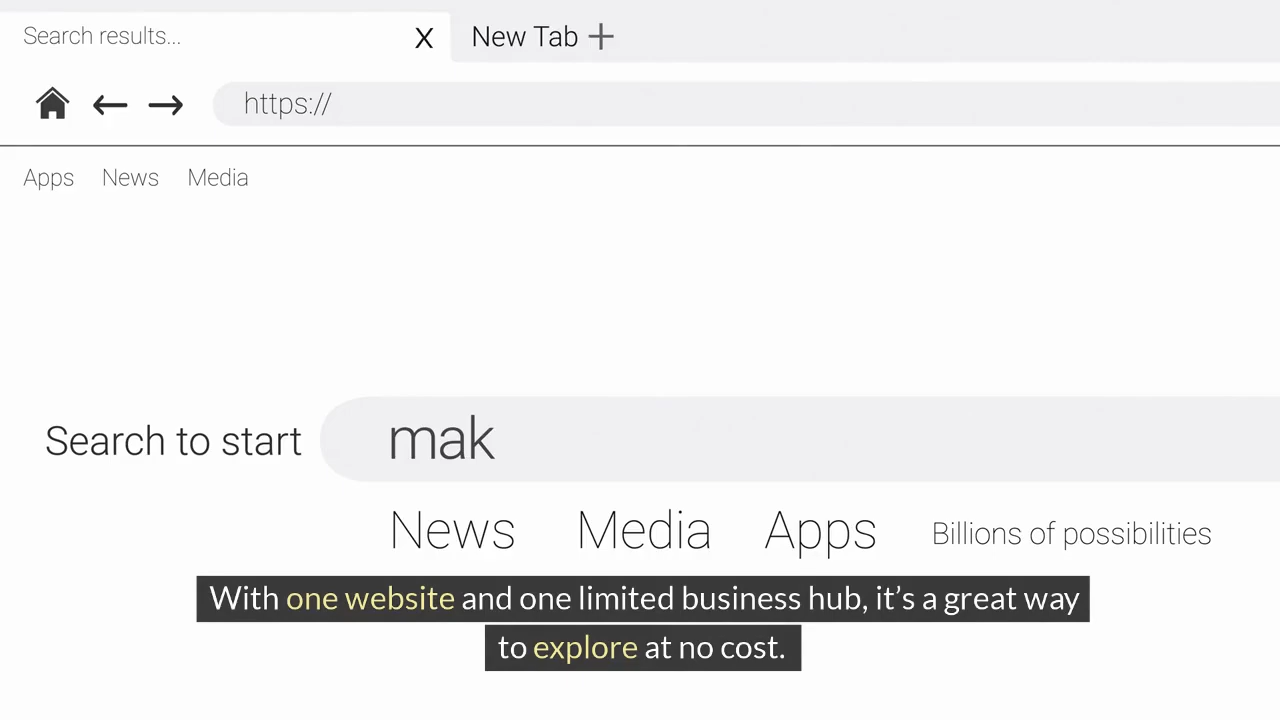 Search results... X New Tab +
https://
Apps News Media
Search to start mak
News Media Apps Billions of possibilities
With one website and one limited business hub, it’s a great way
to explore at no cost.